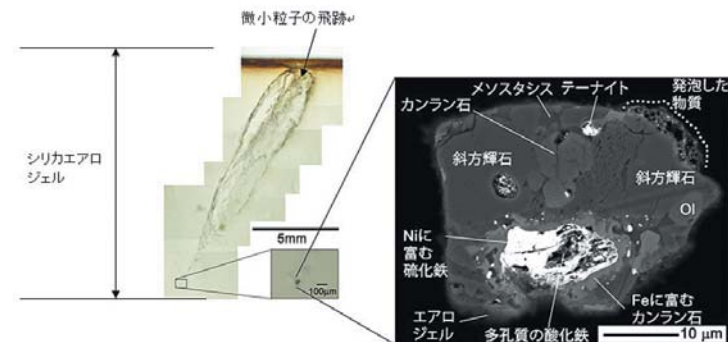 微小粒子の飛跡↵
シリカエアロ
ジェル
5mm
100μm
メソスタシス
テーナイト
発泡した
物質
カンラン石
斜方輝石
斜方輝石
Ol
Niに
富む
硫化鉄
Feに富む
カンラン石
エアロ
ジェル
多孔質の酸化鉄
10 μm